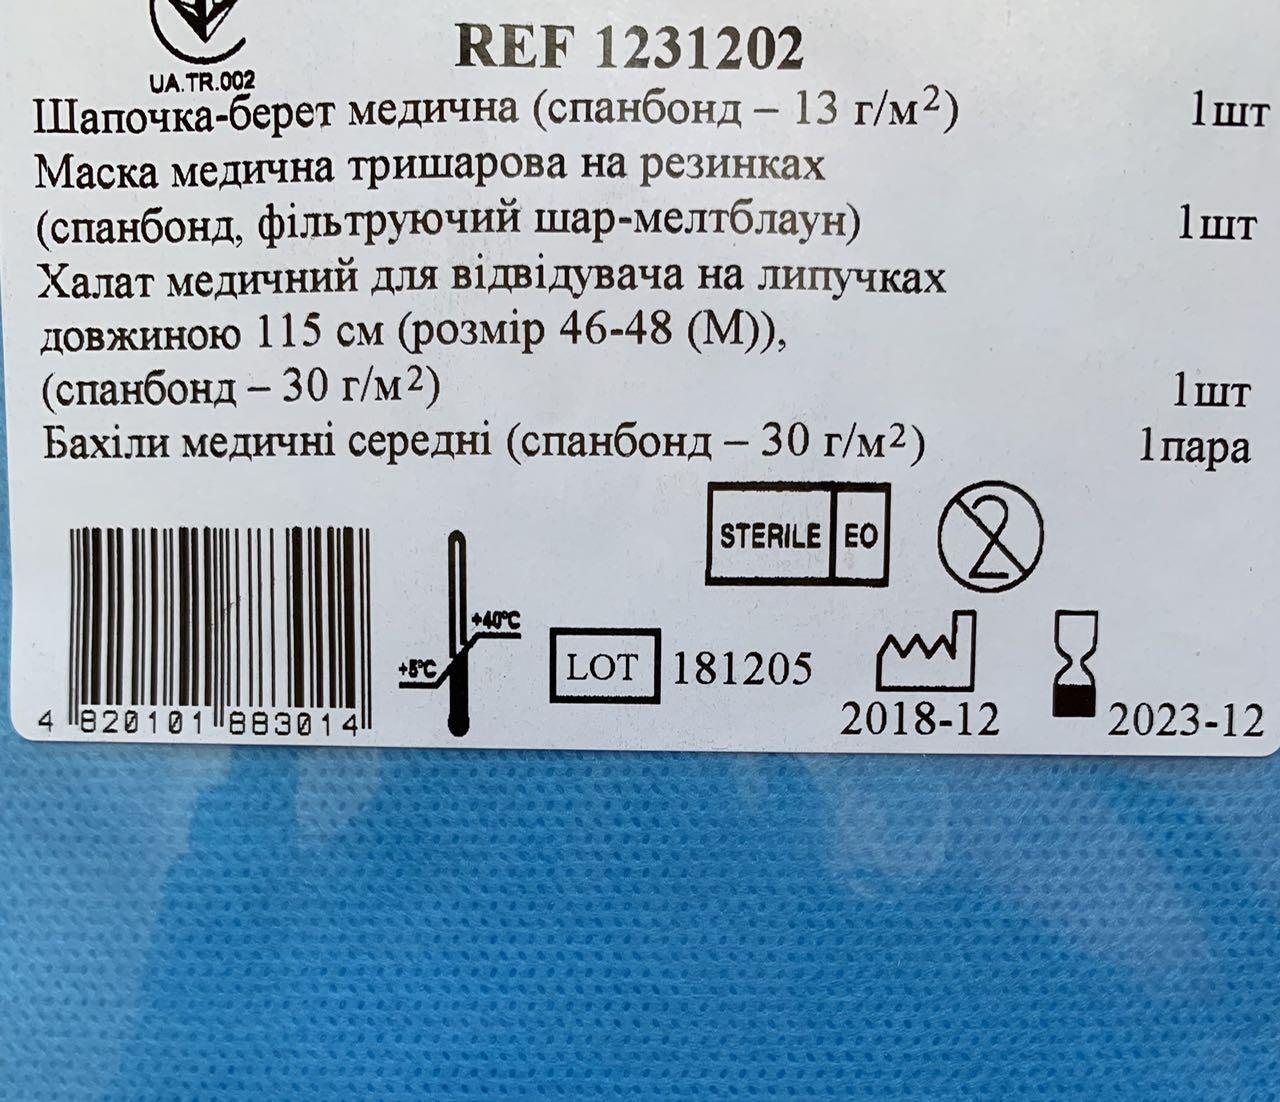 REF 1231202
UA.TR.002
Шапочка-берет медична (спанбонд – 13 г/м²) 1шт
Маска медична тришарова на резинках
(спанбонд, фільтруючий шар-мелтблаун) 1шт
Халат медичний для відвідувача на липучках
довжиною 115 см (розмір 46-48 (М)),
(спанбонд – 30 г/м²) 1шт
Бахіли медичні середні (спанбонд – 30 г/м²) 1пара
STERILE EO 2
+40°C
+5°C
LOT 181205
2018-12
2023-12
4 820101 883014